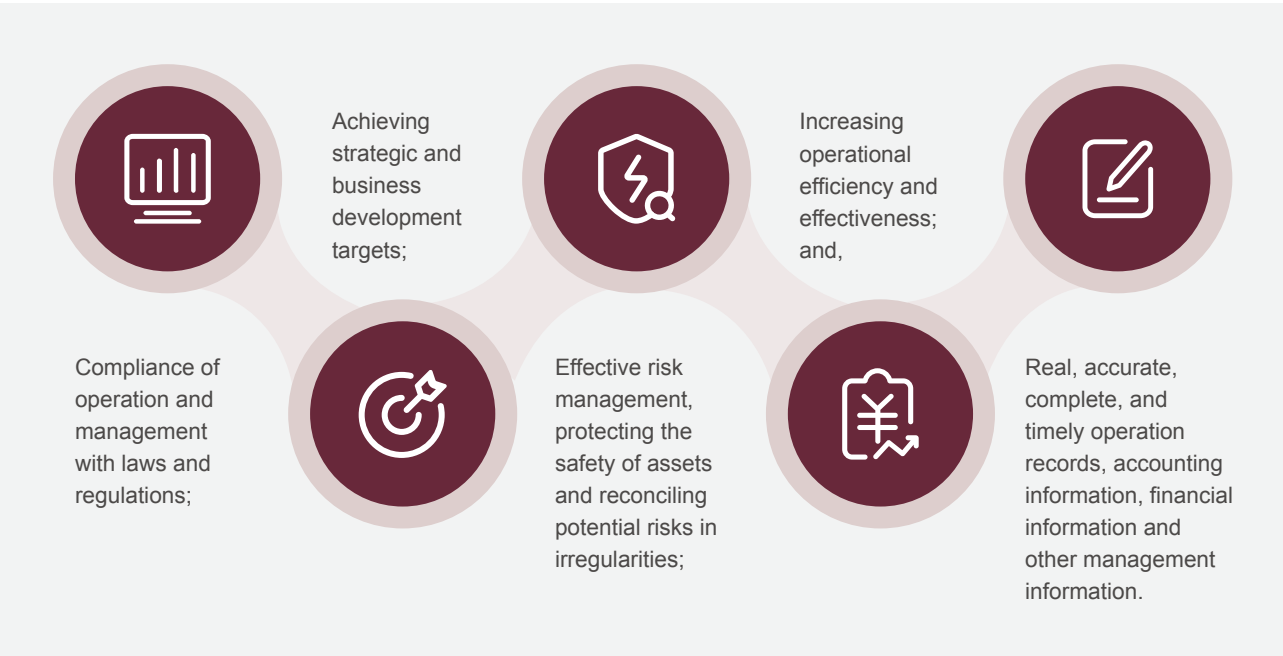 Compliance of
operation and
management
with laws and
regulations;
Achieving
strategic and
business
development
targets;
Effective risk
management,
protecting the
safety of assets
and reconciling
potential risks in
irregularities;
Increasing
operational
efficiency and
effectiveness;
and,
Real, accurate,
complete, and
timely operation
records, accounting
information, financial
information and
other management
information.